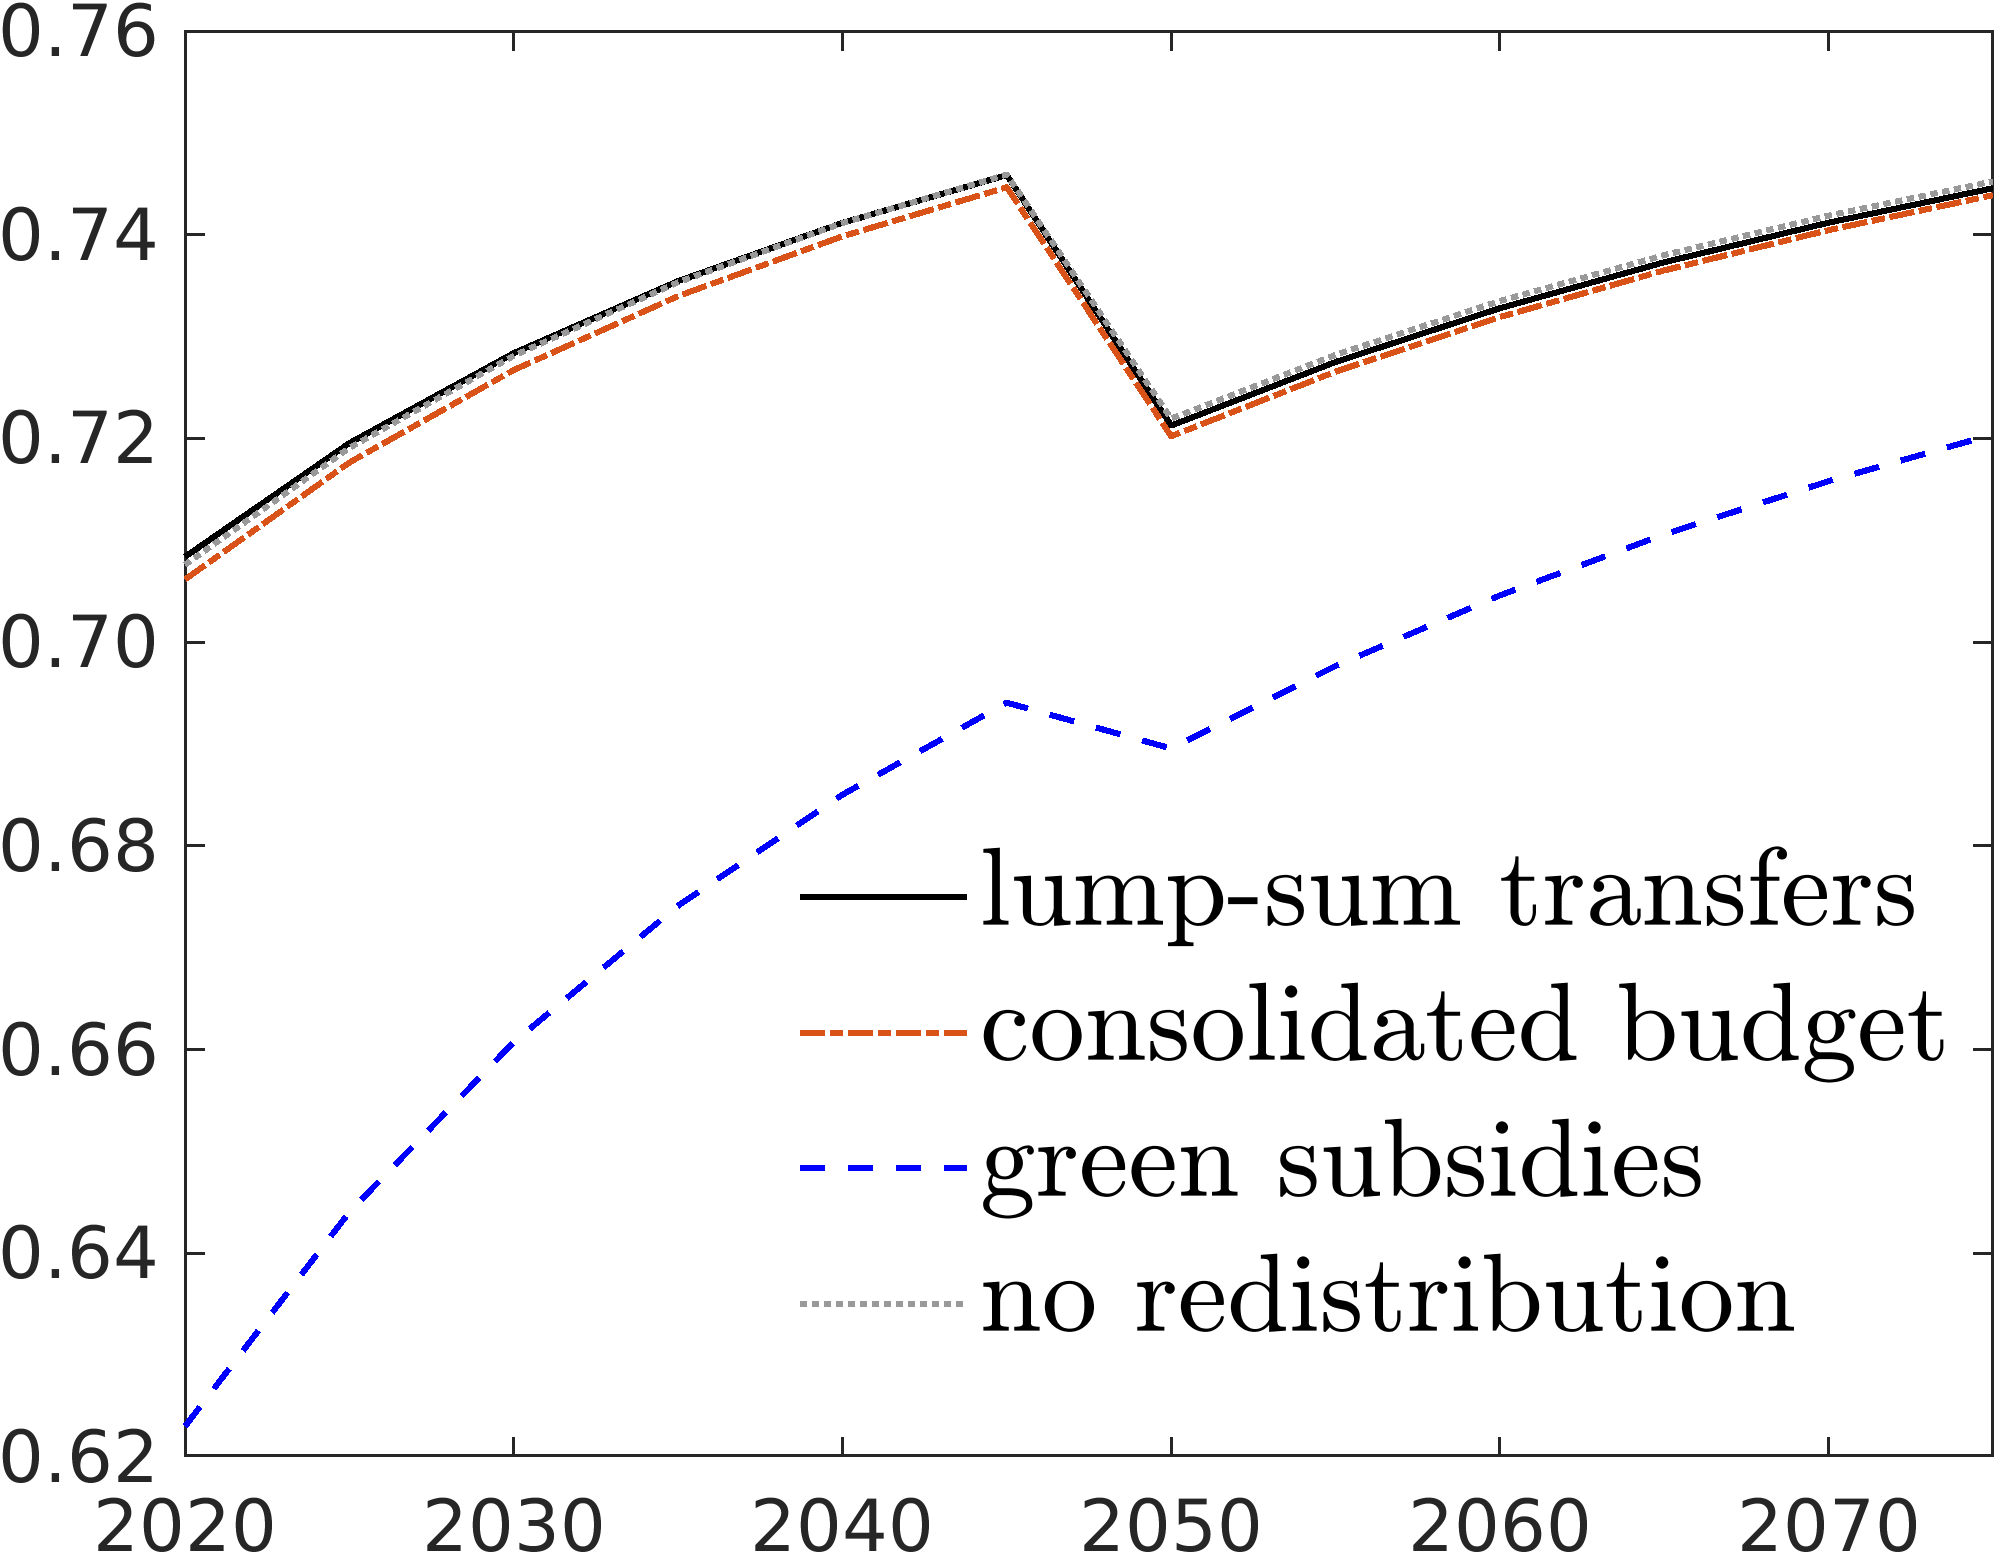 0.76
0.74
0.72
0.70
0.68
0.66
0.64
0.62
lump-sum transfers
consolidated budget
green subsidies
no redistribution
2020 2030 2040 2050 2060 2070